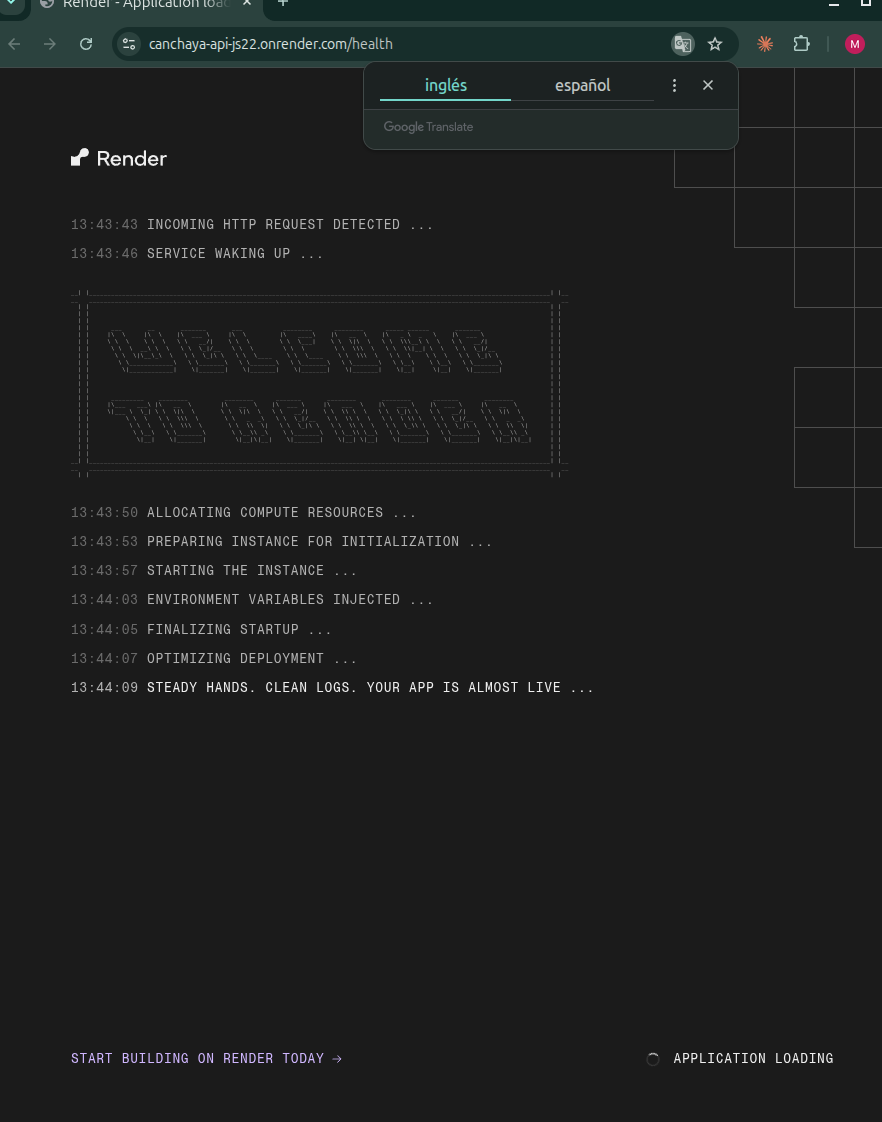 Render - Application loa
canchaya-api-js22.onrender.com/health
M
inglés
español
Google Translate
Render
13:43:43 INCOMING HTTP REQUEST DETECTED ...
13:43:46 SERVICE WAKING UP ...
WELCOME
TO RENDER
13:43:50 ALLOCATING COMPUTE RESOURCES ...
13:43:53 PREPARING INSTANCE FOR INITIALIZATION ...
13:43:57 STARTING THE INSTANCE ...
13:44:03 ENVIRONMENT VARIABLES INJECTED ...
13:44:05 FINALIZING STARTUP ...
13:44:07 OPTIMIZING DEPLOYMENT ...
13:44:09 STEADY HANDS. CLEAN LOGS. YOUR APP IS ALMOST LIVE ...
START BUILDING ON RENDER TODAY →
APPLICATION LOADING